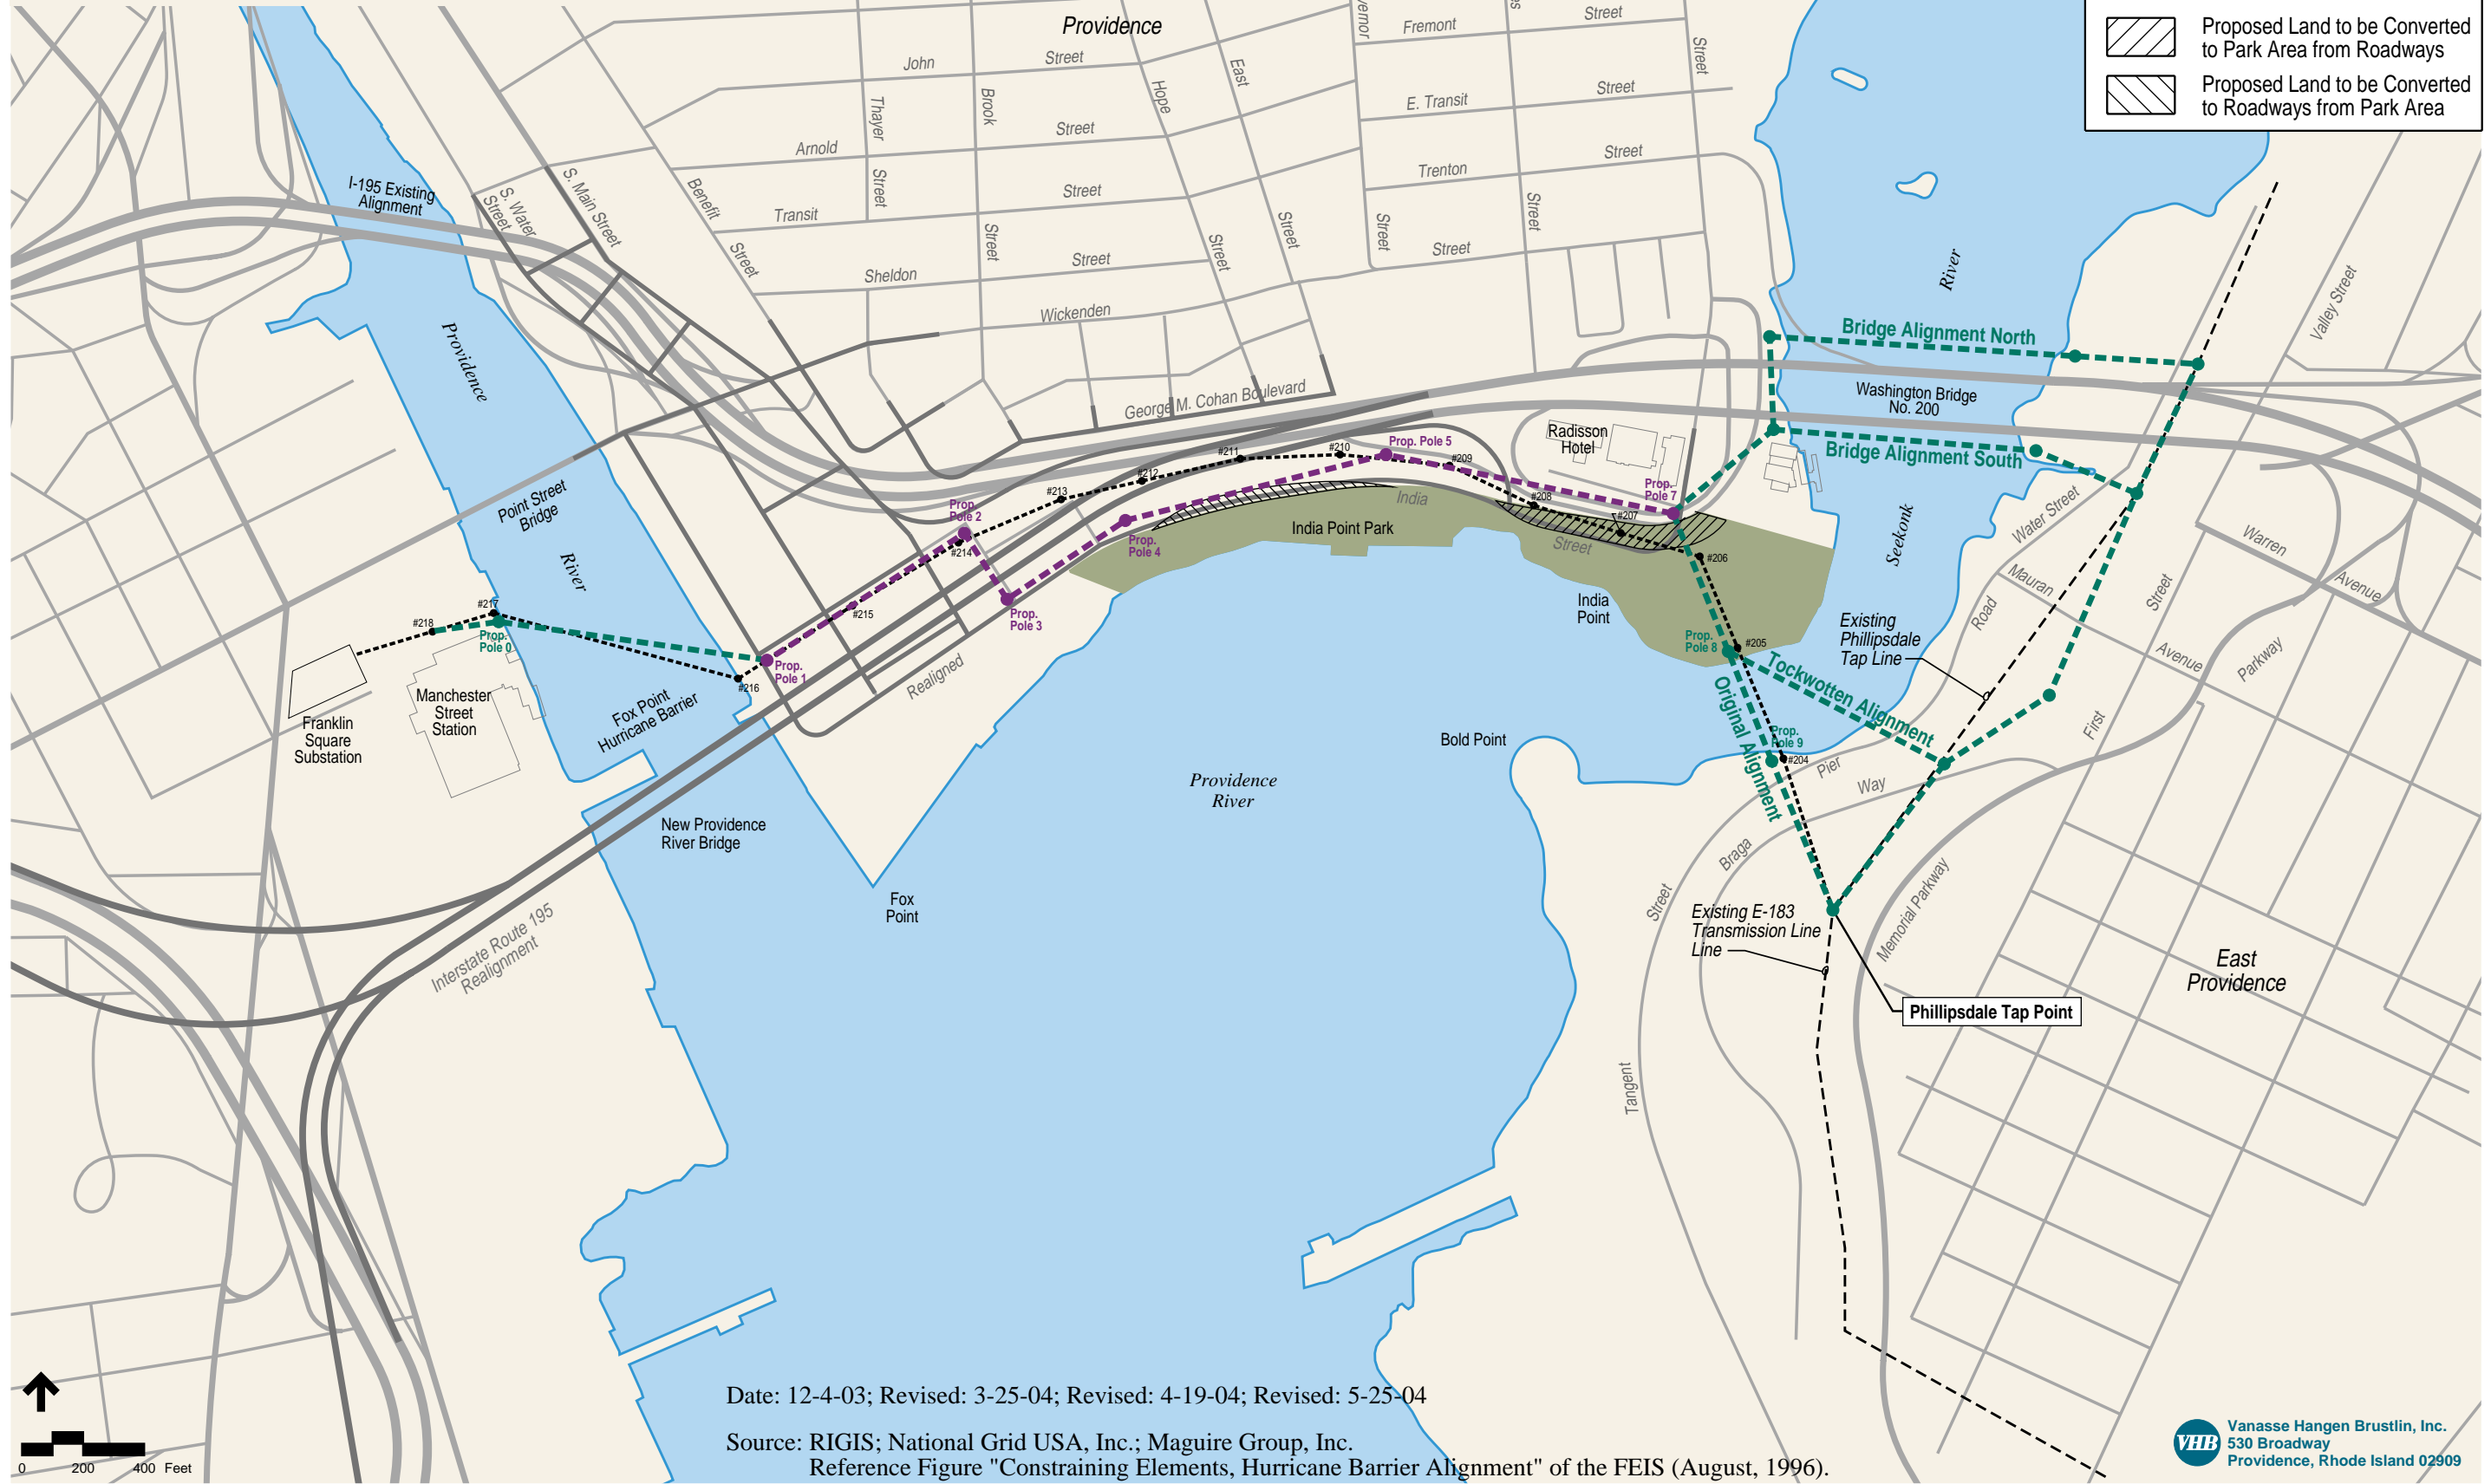 Providence
Proposed Land to be Converted
to Park Area from Roadways
Proposed Land to be Converted
to Roadways from Park Area
Fremont
Street
John
Street
East
Hope
Street
Thayer
Brook
E. Transit
Street
Arnold
Street
Trenton
Street
I-195 Existing
Alignment
S. Water
Street
S. Main Street
Benefit
Street
Transit
Street
Street
Street
Street
Street
Street
Street
Street
Sheldon
Street
Street
Wickenden
George M. Cohan Boulevard
River
Valley Street
Bridge Alignment North
Washington Bridge
No. 200
Bridge Alignment South
Radisson
Hotel
Providence
River
Point Street
Bridge
#218
#217
Prop.
Pole 0
#216
Prop.
Pole 1
#215
Prop.
Pole 2
#214
#213
#212
#211
#210
Prop. Pole 5
#209
#208
#207
Prop.
Pole 7
#206
Prop.
Pole 3
Prop.
Pole 4
India
Street
India Point Park
India
Point
Seekonk
Water Street
Road
Mauran
Avenue
Warren
Avenue
Street
First
Parkway
Existing
Phillipsdale
Tap Line
Prop.
Pole 8
#205
Tockwotten Alignment
Original Alignment
Prop.
Pole 9
#204
Pier
Way
Braga
Street
Tangent
Memorial Parkway
Realigned
Manchester
Street
Station
Franklin
Square
Substation
Fox Point
Hurricane Barrier
Bold Point
Providence
River
New Providence
River Bridge
Fox
Point
Interstate Route 195
Realignment
Existing E-183
Transmission Line
Line
Phillipsdale Tap Point
East
Providence
Date: 12-4-03; Revised: 3-25-04; Revised: 4-19-04; Revised: 5-25-04
Source: RIGIS; National Grid USA, Inc.; Maguire Group, Inc.
Reference Figure "Constraining Elements, Hurricane Barrier Alignment" of the FEIS (August, 1996).
0 200 400 Feet
VHB
Vanasse Hangen Brustlin, Inc.
530 Broadway
Providence, Rhode Island 02909